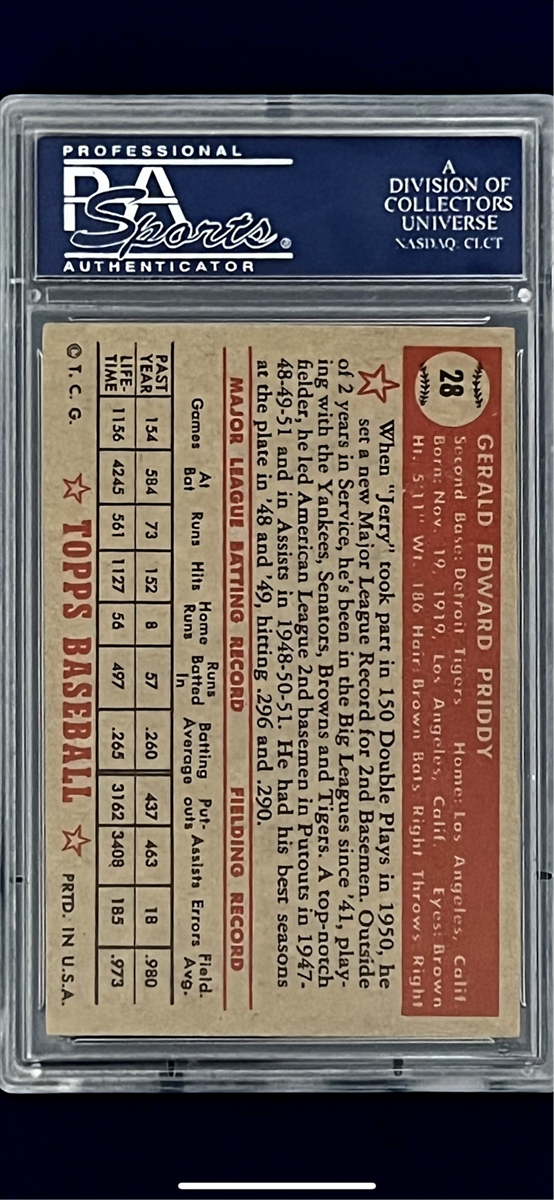 PROFESSIONAL
PSA
Sports®
AUTHENTICATOR
A
DIVISION OF
COLLECTORS
UNIVERSE
NASDAQ: CLCT
28
GERALD EDWARD PRIDDY
Second Base: Detroit Tigers Home: Los Angeles, Calif.
Born: Nov. 19, 1919, Los Angeles, Calif. Eyes: Brown
Ht. 5'11" Wt. 186 Hair: Brown Bats Right Throws Right
When "Jerry" took part in 150 Double Plays in 1950, he
set a new Major League Record for 2nd Basemen. Outside
of 2 years in Service, he's been in the Big Leagues since '41, play-
ing with the Yankees, Senators, Browns and Tigers. A top-notch
fielder, he led American League 2nd basemen in Putouts in 1947-
48-49-51 and in Assists in 1948-50-51. He had his best seasons
at the plate in '48 and '49, hitting .296 and .290.
MAJOR LEAGUE BATTING RECORD FIELDING RECORD
Games At Bat Runs Hits Home Runs Runs Batted In Batting Average Put-outs Assists Errors Field. Avg.
PAST YEAR 154 584 73 152 8 57 .260 437 463 18 .980
LIFE-TIME 1156 4245 561 1127 56 497 .265 3162 3408 185 .973
© T. C. G. TOPPS BASEBALL PRTD. IN U.S.A.